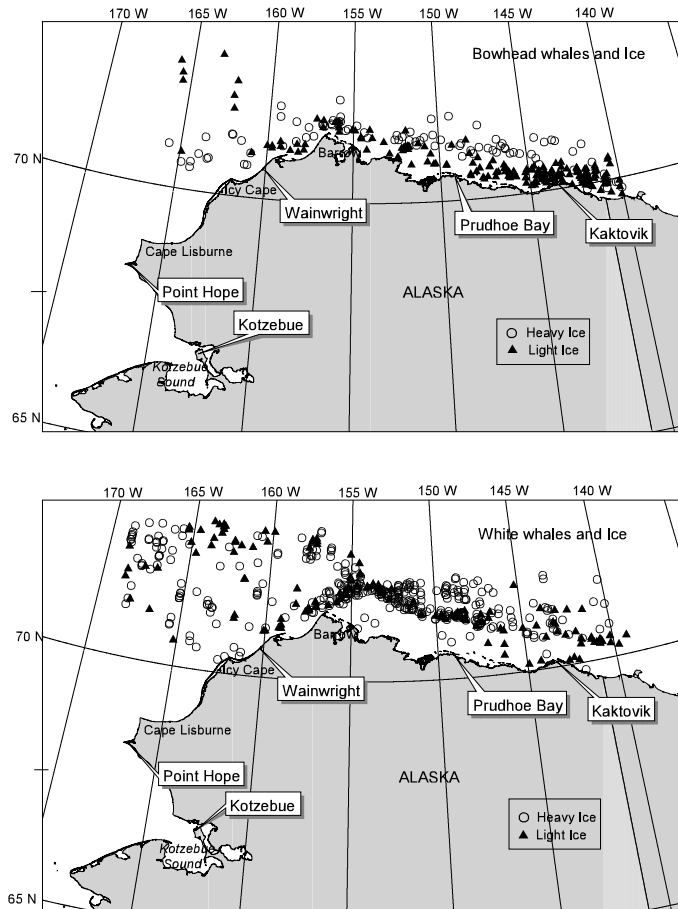 170 W 165 W 160 W 155 W 150 W 145 W 140 W
Bowhead whales and Ice
70 N
Barrow
Icy Cape
Wainwright
Prudhoe Bay
Kaktovik
Cape Lisburne
Point Hope
ALASKA
Kotzebue
Heavy Ice
Light Ice
Kotzebue
Sound
65 N
170 W 165 W 160 W 155 W 150 W 145 W 140 W
White whales and Ice
70 N
Barrow
Icy Cape
Wainwright
Prudhoe Bay
Kaktovik
Cape Lisburne
Point Hope
ALASKA
Kotzebue
Heavy Ice
Light Ice
Kotzebue
Sound
65 N